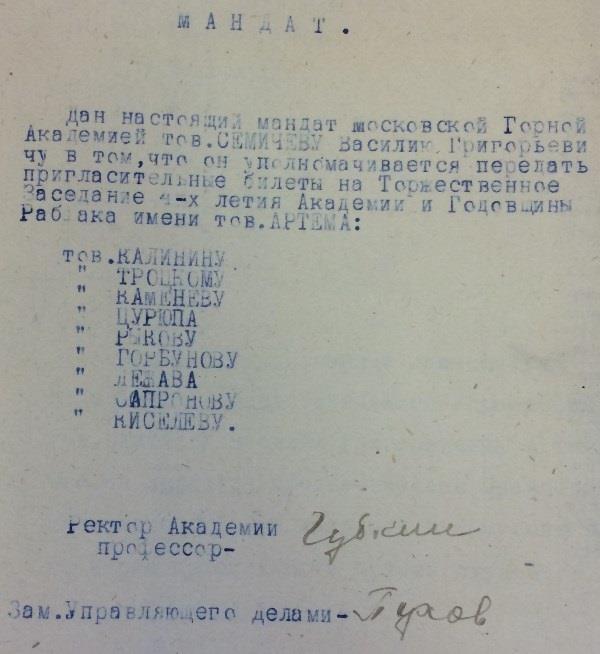 МАНДАТ.
Дан настоящий мандат московской Горной
Академией тов.СЕМИЧЕВУ Василию Григорьеви
чу в том,что он уполномачивается передать
пригласительные билеты на Торжественное
Заседание 4-х летия Академии и Годовщины
Рабфака имени тов.АРТЕМА:
тов.КАЛИНИНУ
" ТРОЦКОМУ
" КАМЕНЕВУ
" ЦУРЮПА
" РЫКОВУ
" ГОРБУНОВУ
" ЛЕЖАВА
" САПРОНОВУ
" КИСЕЛЕВУ.
Ректор Академии Губкин
профессор-
Зам.Управляющего делами- Пухов